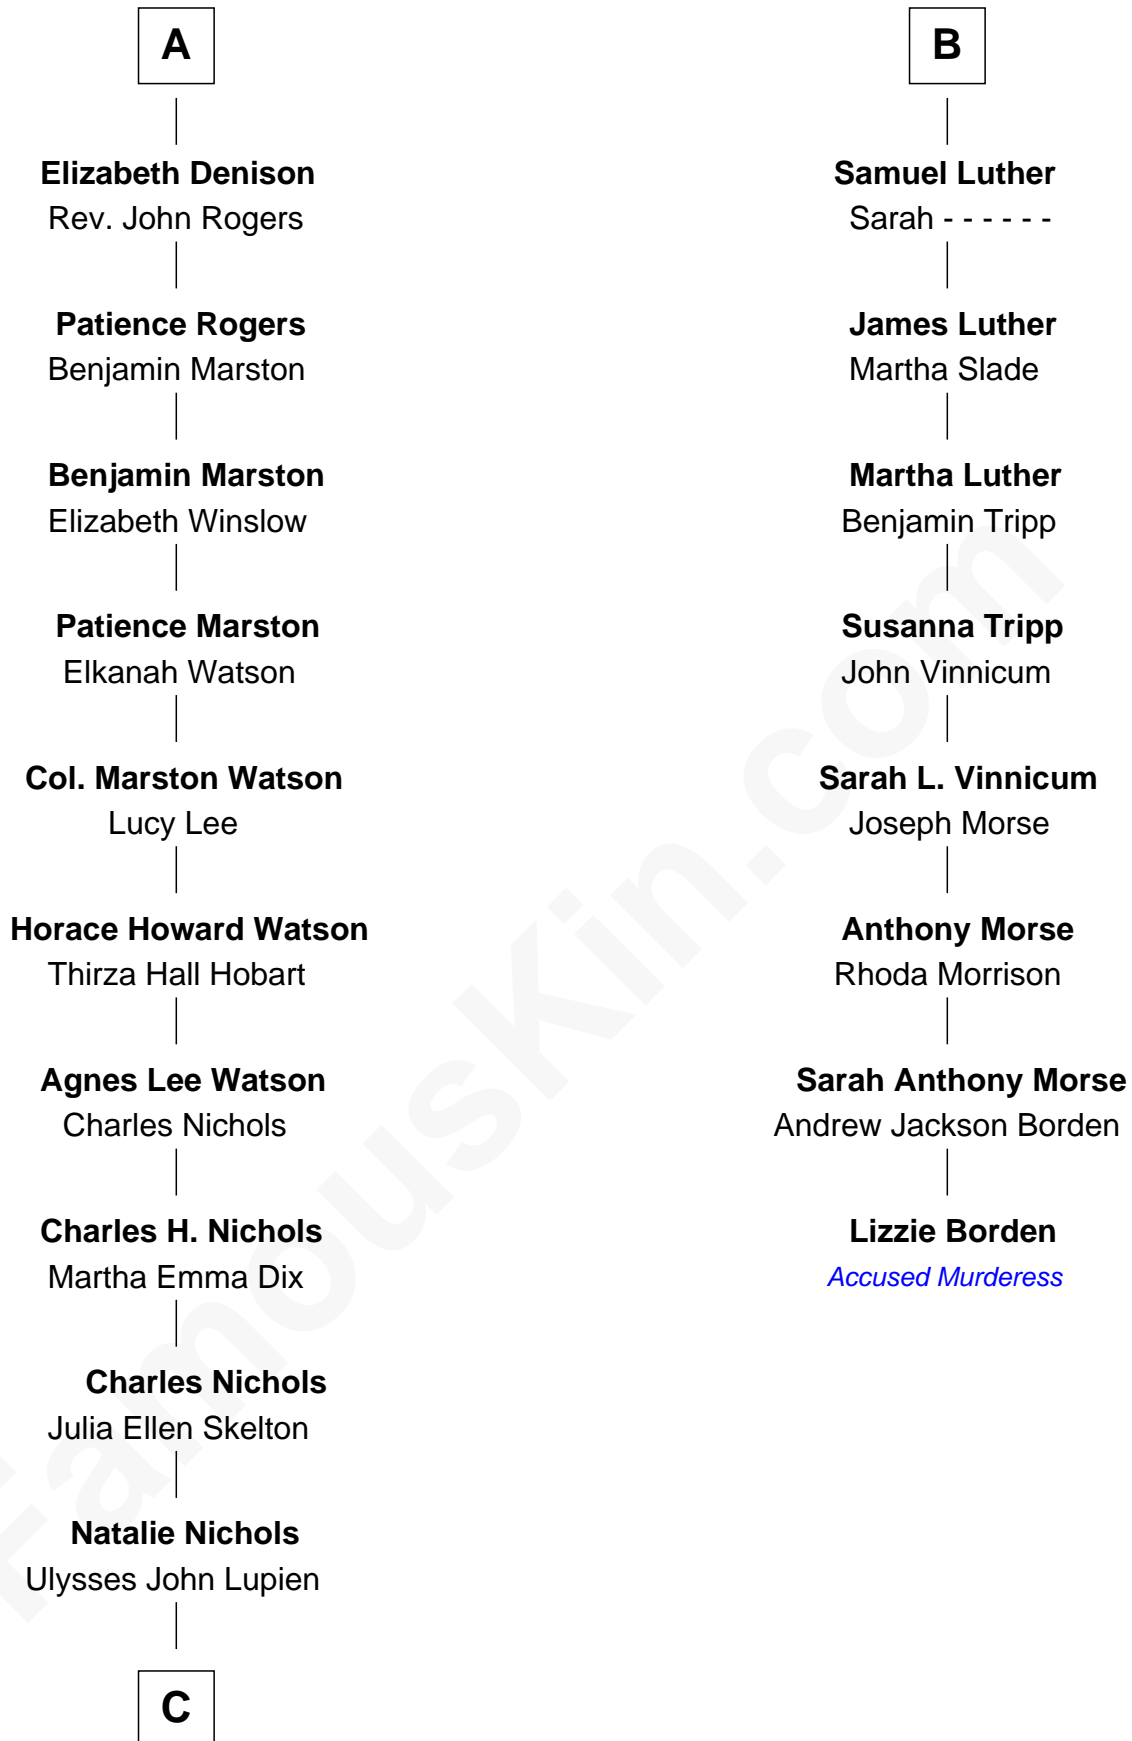 A
Elizabeth Denison
Rev. John Rogers
Patience Rogers
Benjamin Marston
Benjamin Marston
Elizabeth Winslow
Patience Marston
Elkanah Watson
Col. Marston Watson
Lucy Lee
Horace Howard Watson
Thirza Hall Hobart
Agnes Lee Watson
Charles Nichols
Charles H. Nichols
Martha Emma Dix
Charles Nichols
Julia Ellen Skelton
Natalie Nichols
Ulysses John Lupien
C
B
Samuel Luther
Sarah - - - - - -
James Luther
Martha Slade
Martha Luther
Benjamin Tripp
Susanna Tripp
John Vinnicum
Sarah L. Vinnicum
Joseph Morse
Anthony Morse
Rhoda Morrison
Sarah Anthony Morse
Andrew Jackson Borden
Lizzie Borden
Accused Murderess
FamousKin.com